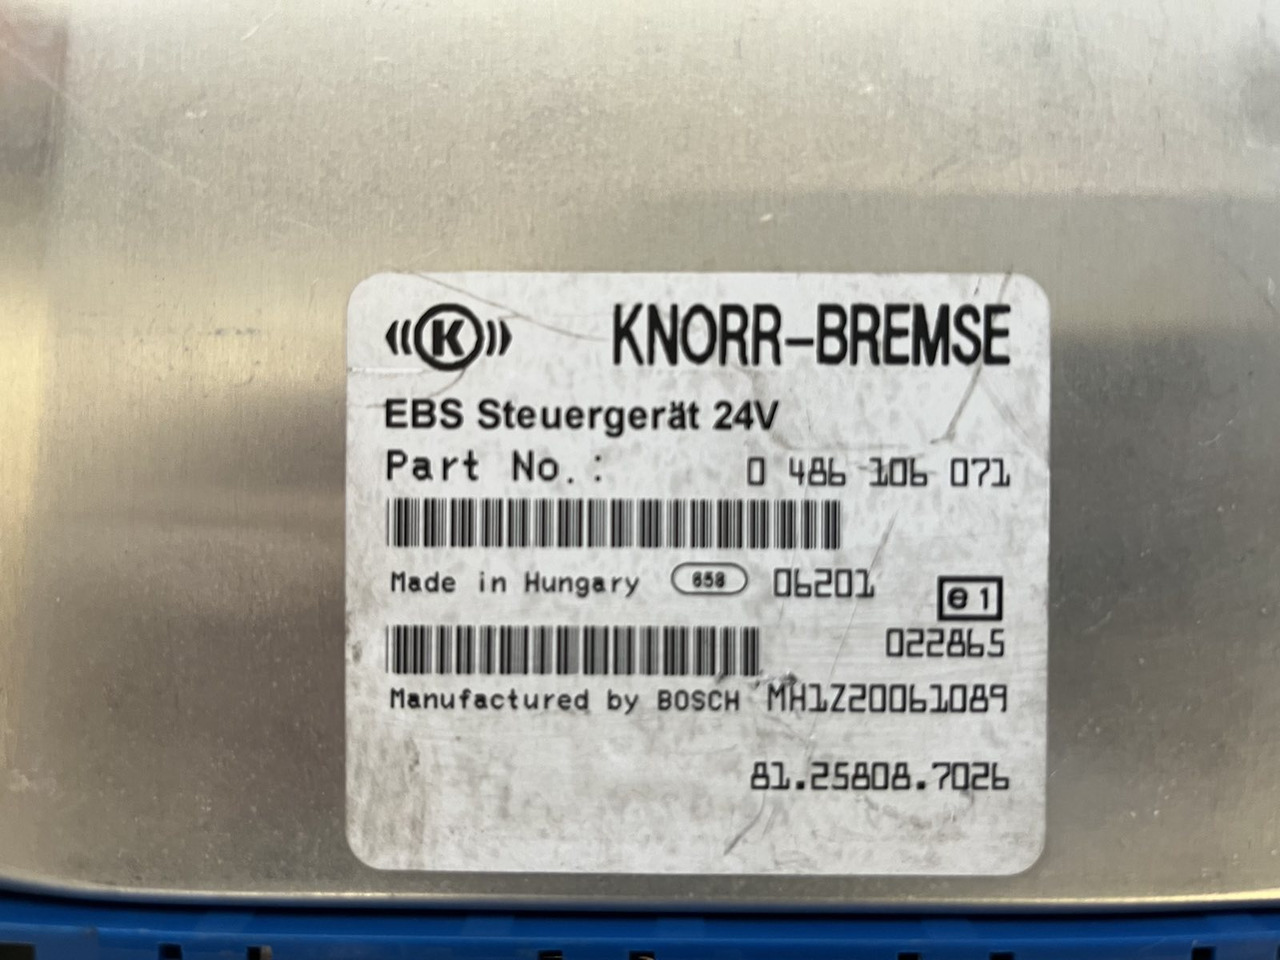 K KNORR-BREMSE
EBS Steuergerät 24V
Part No.: 0 486 106 071
Made in Hungary 658 06201 e1
022865
Manufactured by BOSCH MH1Z20061089
81.25808.7026